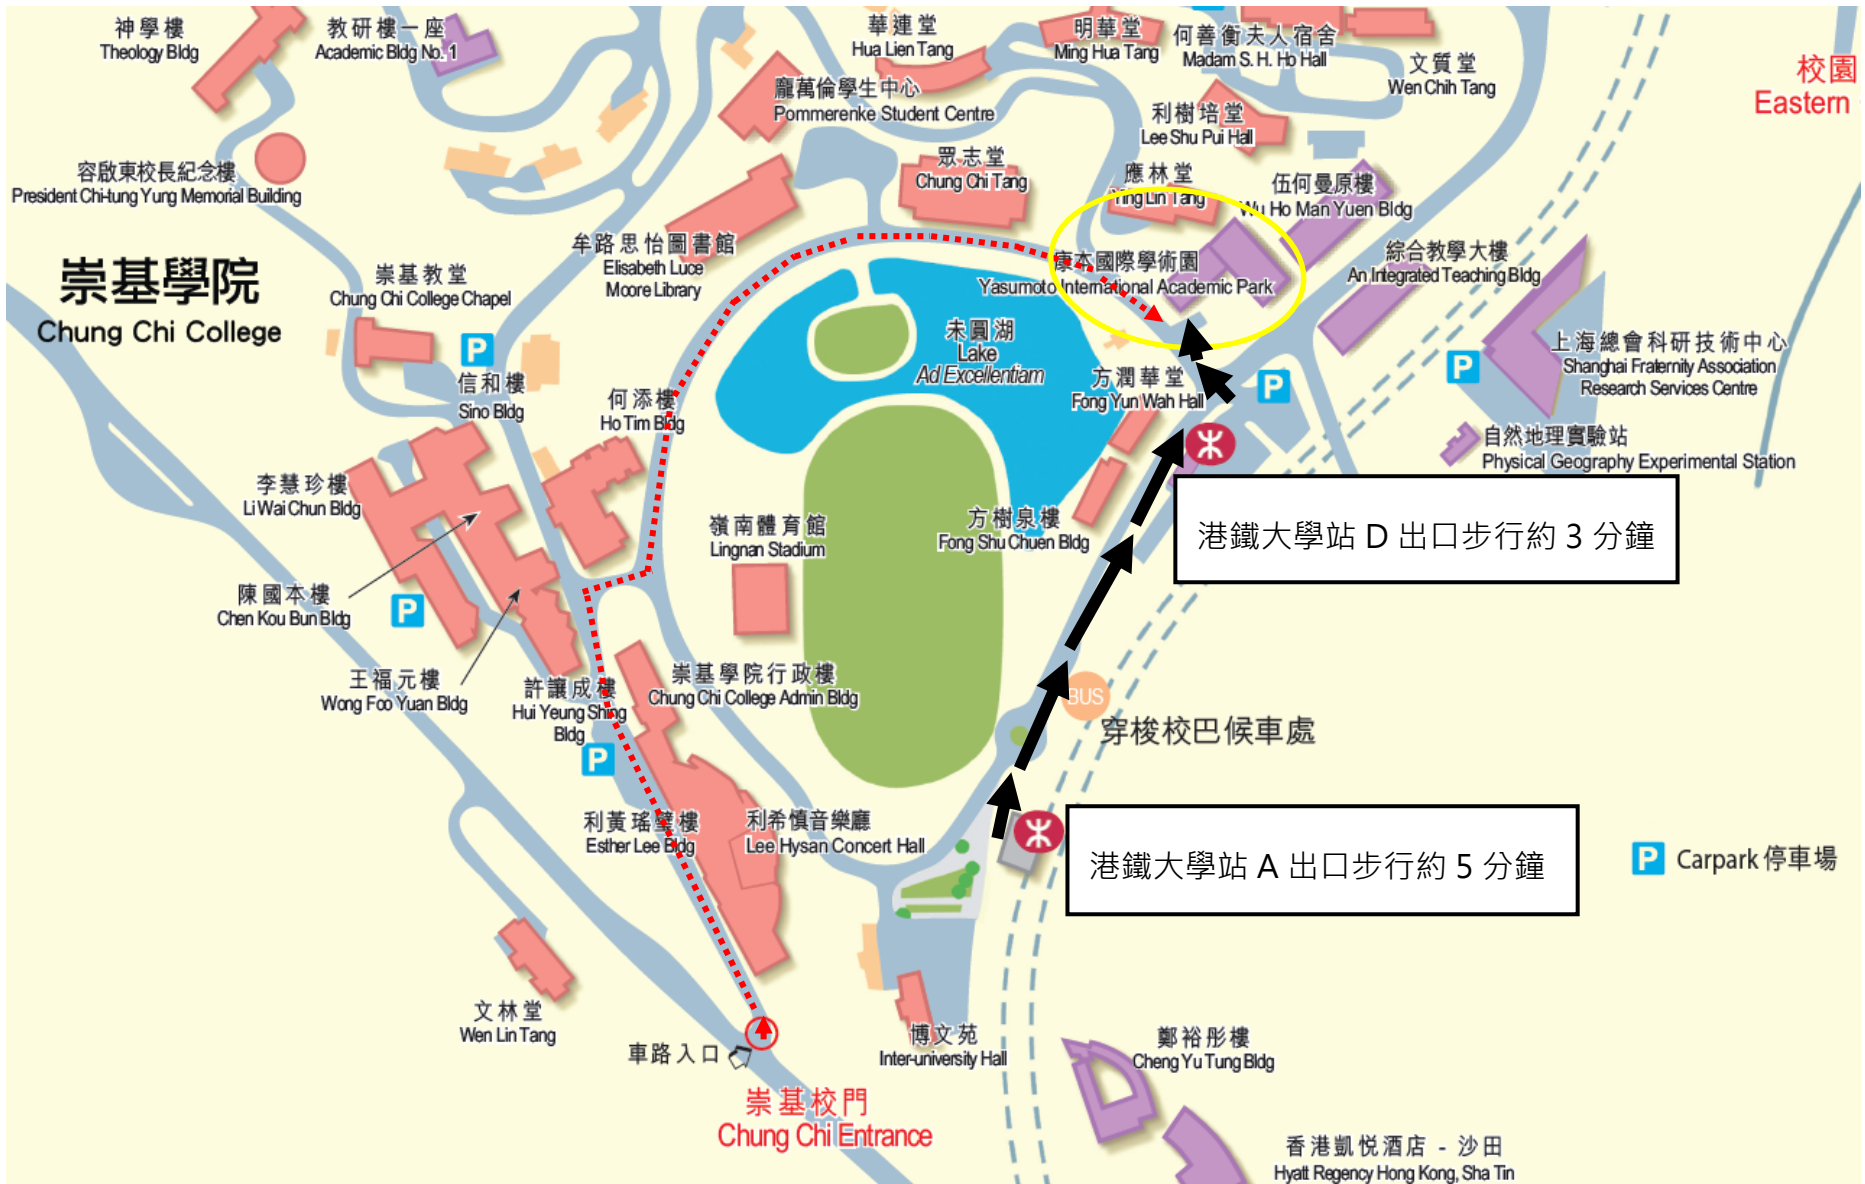 神學樓
Theology Bldg
教研樓一座
Academic Bldg No. 1
華連堂
Hua Lien Tang
明華堂
Ming Hua Tang
何善衡夫人宿舍
Madam S. H. Ho Hall
文質堂
Wen Chih Tang
校園
Eastern
龐萬倫學生中心
Pommerenke Student Centre
利樹培堂
Lee Shu Pui Hall
容啟東校長紀念樓
President Chi-tung Yung Memorial Building
眾志堂
Chung Chi Tang
應林堂
Ying Lin Tang
伍何曼原樓
Wu Ho Man Yuen Bldg
牟路思怡圖書館
Elisabeth Luce
Moore Library
崇基學院
Chung Chi College
崇基教堂
Chung Chi College Chapel
康本國際學術園
Yasumoto International Academic Park
綜合教學大樓
An Integrated Teaching Bldg
未圓湖
Lake
Ad Excellentiam
上海總會科研技術中心
Shanghai Fraternity Association
Research Services Centre
P
信和樓
Sino Bldg
何添樓
Ho Tim Bldg
方潤華堂
Fong Yun Wah Hall
P
P
自然地理實驗站
Physical Geography Experimental Station
李慧珍樓
Li Wai Chun Bldg
嶺南體育館
Lingnan Stadium
方樹泉樓
Fong Shu Chuen Bldg
港鐵大學站 D 出口步行約 3 分鐘
陳國本樓
Chen Kou Bun Bldg
P
王福元樓
Wong Foo Yuan Bldg
許讓成樓
Hui Yeung Shing
Bldg
崇基學院行政樓
Chung Chi College Admin Bldg
BUS
穿梭校巴候車處
P
利黃瑤璧樓
Esther Lee Bldg
利希慎音樂廳
Lee Hysan Concert Hall
港鐵大學站 A 出口步行約 5 分鐘
P Carpark 停車場
文林堂
Wen Lin Tang
車路入口
博文苑
Inter-university Hall
鄭裕彤樓
Cheng Yu Tung Bldg
崇基校門
Chung Chi Entrance
香港凱悅酒店 - 沙田
Hyatt Regency Hong Kong, Sha Tin